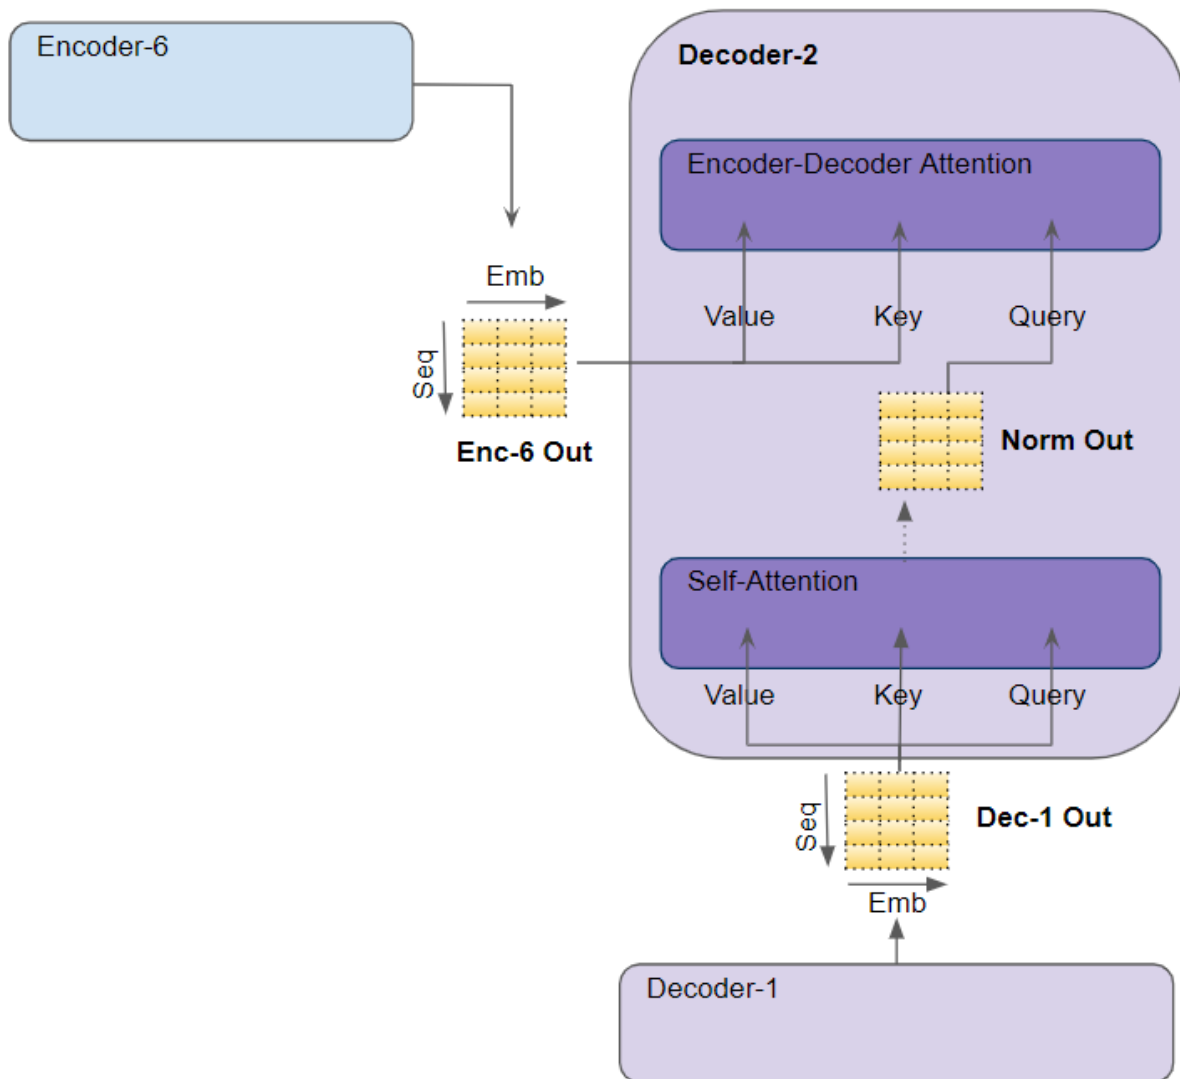 Encoder-6
Decoder-2
Encoder-Decoder Attention
Emb
Value Key Query
Seq
Enc-6 Out
Norm Out
Self-Attention
Value Key Query
Seq
Dec-1 Out
Emb
Decoder-1